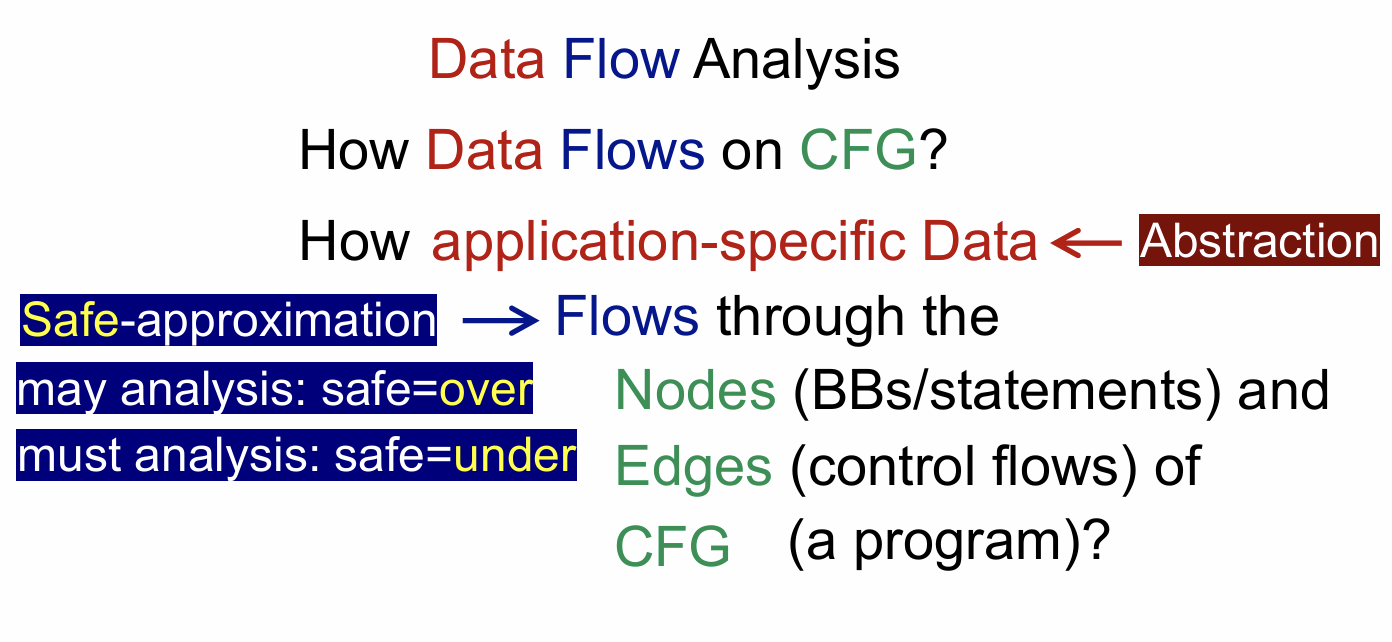 Data Flow Analysis
How Data Flows on CFG?
How application-specific Data
Abstraction
Safe-approximation
Flows through the
may analysis: safe=over
Nodes (BBs/statements) and
must analysis: safe=under
Edges (control flows) of
CFG (a program)?